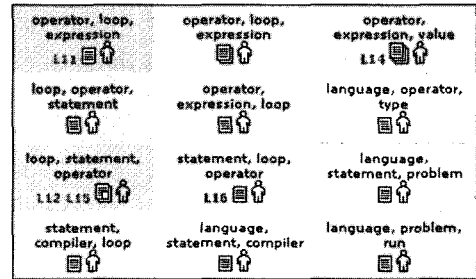 operator, loop, operator, loop, operator,
expression expression expression, value
L11 L14
loop, operator, operator, language, operator,
statement expression, loop type
loop, statement, statement, loop, language,
operator operator statement, problem
L12 L15 L16
statement, language, language, problem,
compiler, loop statement, compiler run